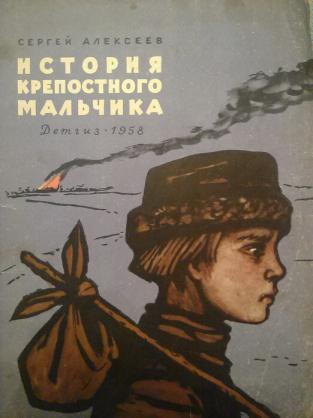 СЕРГЕЙ АЛЕКСЕЕВ
ИСТОРИЯ
КРЕПОСТНОГО
МАЛЬЧИКА
Детгиз · 1958